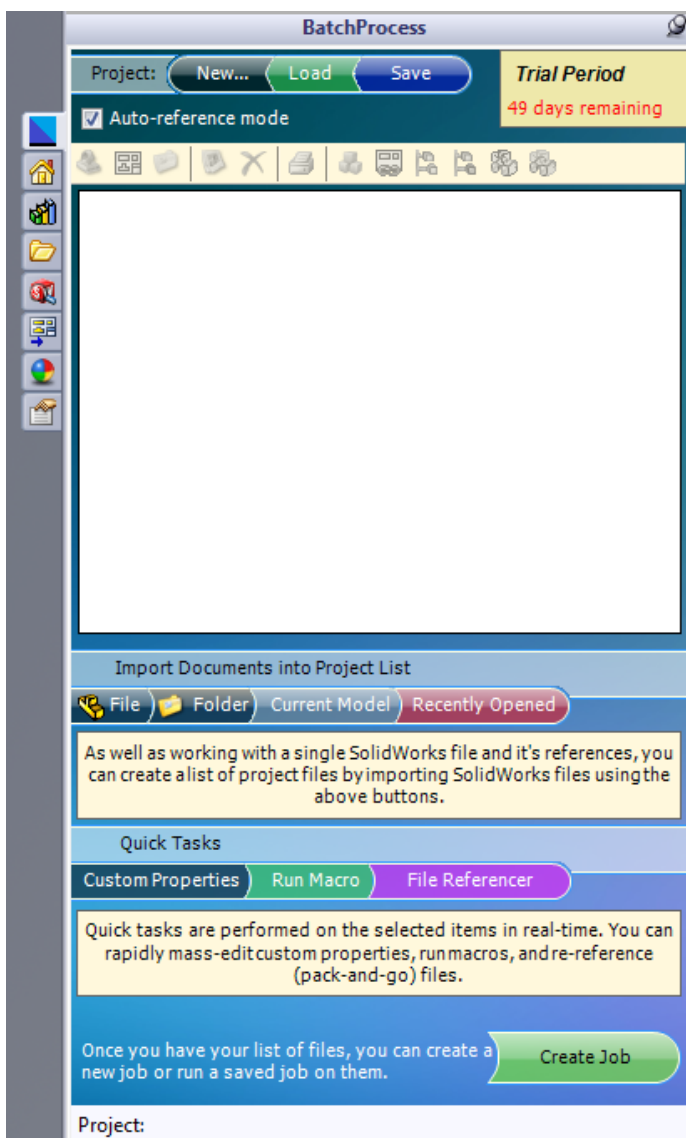 BatchProcess
Project: New... Load Save
Trial Period
49 days remaining
Auto-reference mode
Import Documents into Project List
File Folder Current Model Recently Opened
As well as working with a single SolidWorks file and it's references, you
can create a list of project files by importing SolidWorks files using the
above buttons.
Quick Tasks
Custom Properties Run Macro File Referencer
Quick tasks are performed on the selected items in real-time. You can
rapidly mass-edit custom properties, run macros, and re-reference
(pack-and-go) files.
Once you have your list of files, you can create a
new job or run a saved job on them.
Create Job
Project: